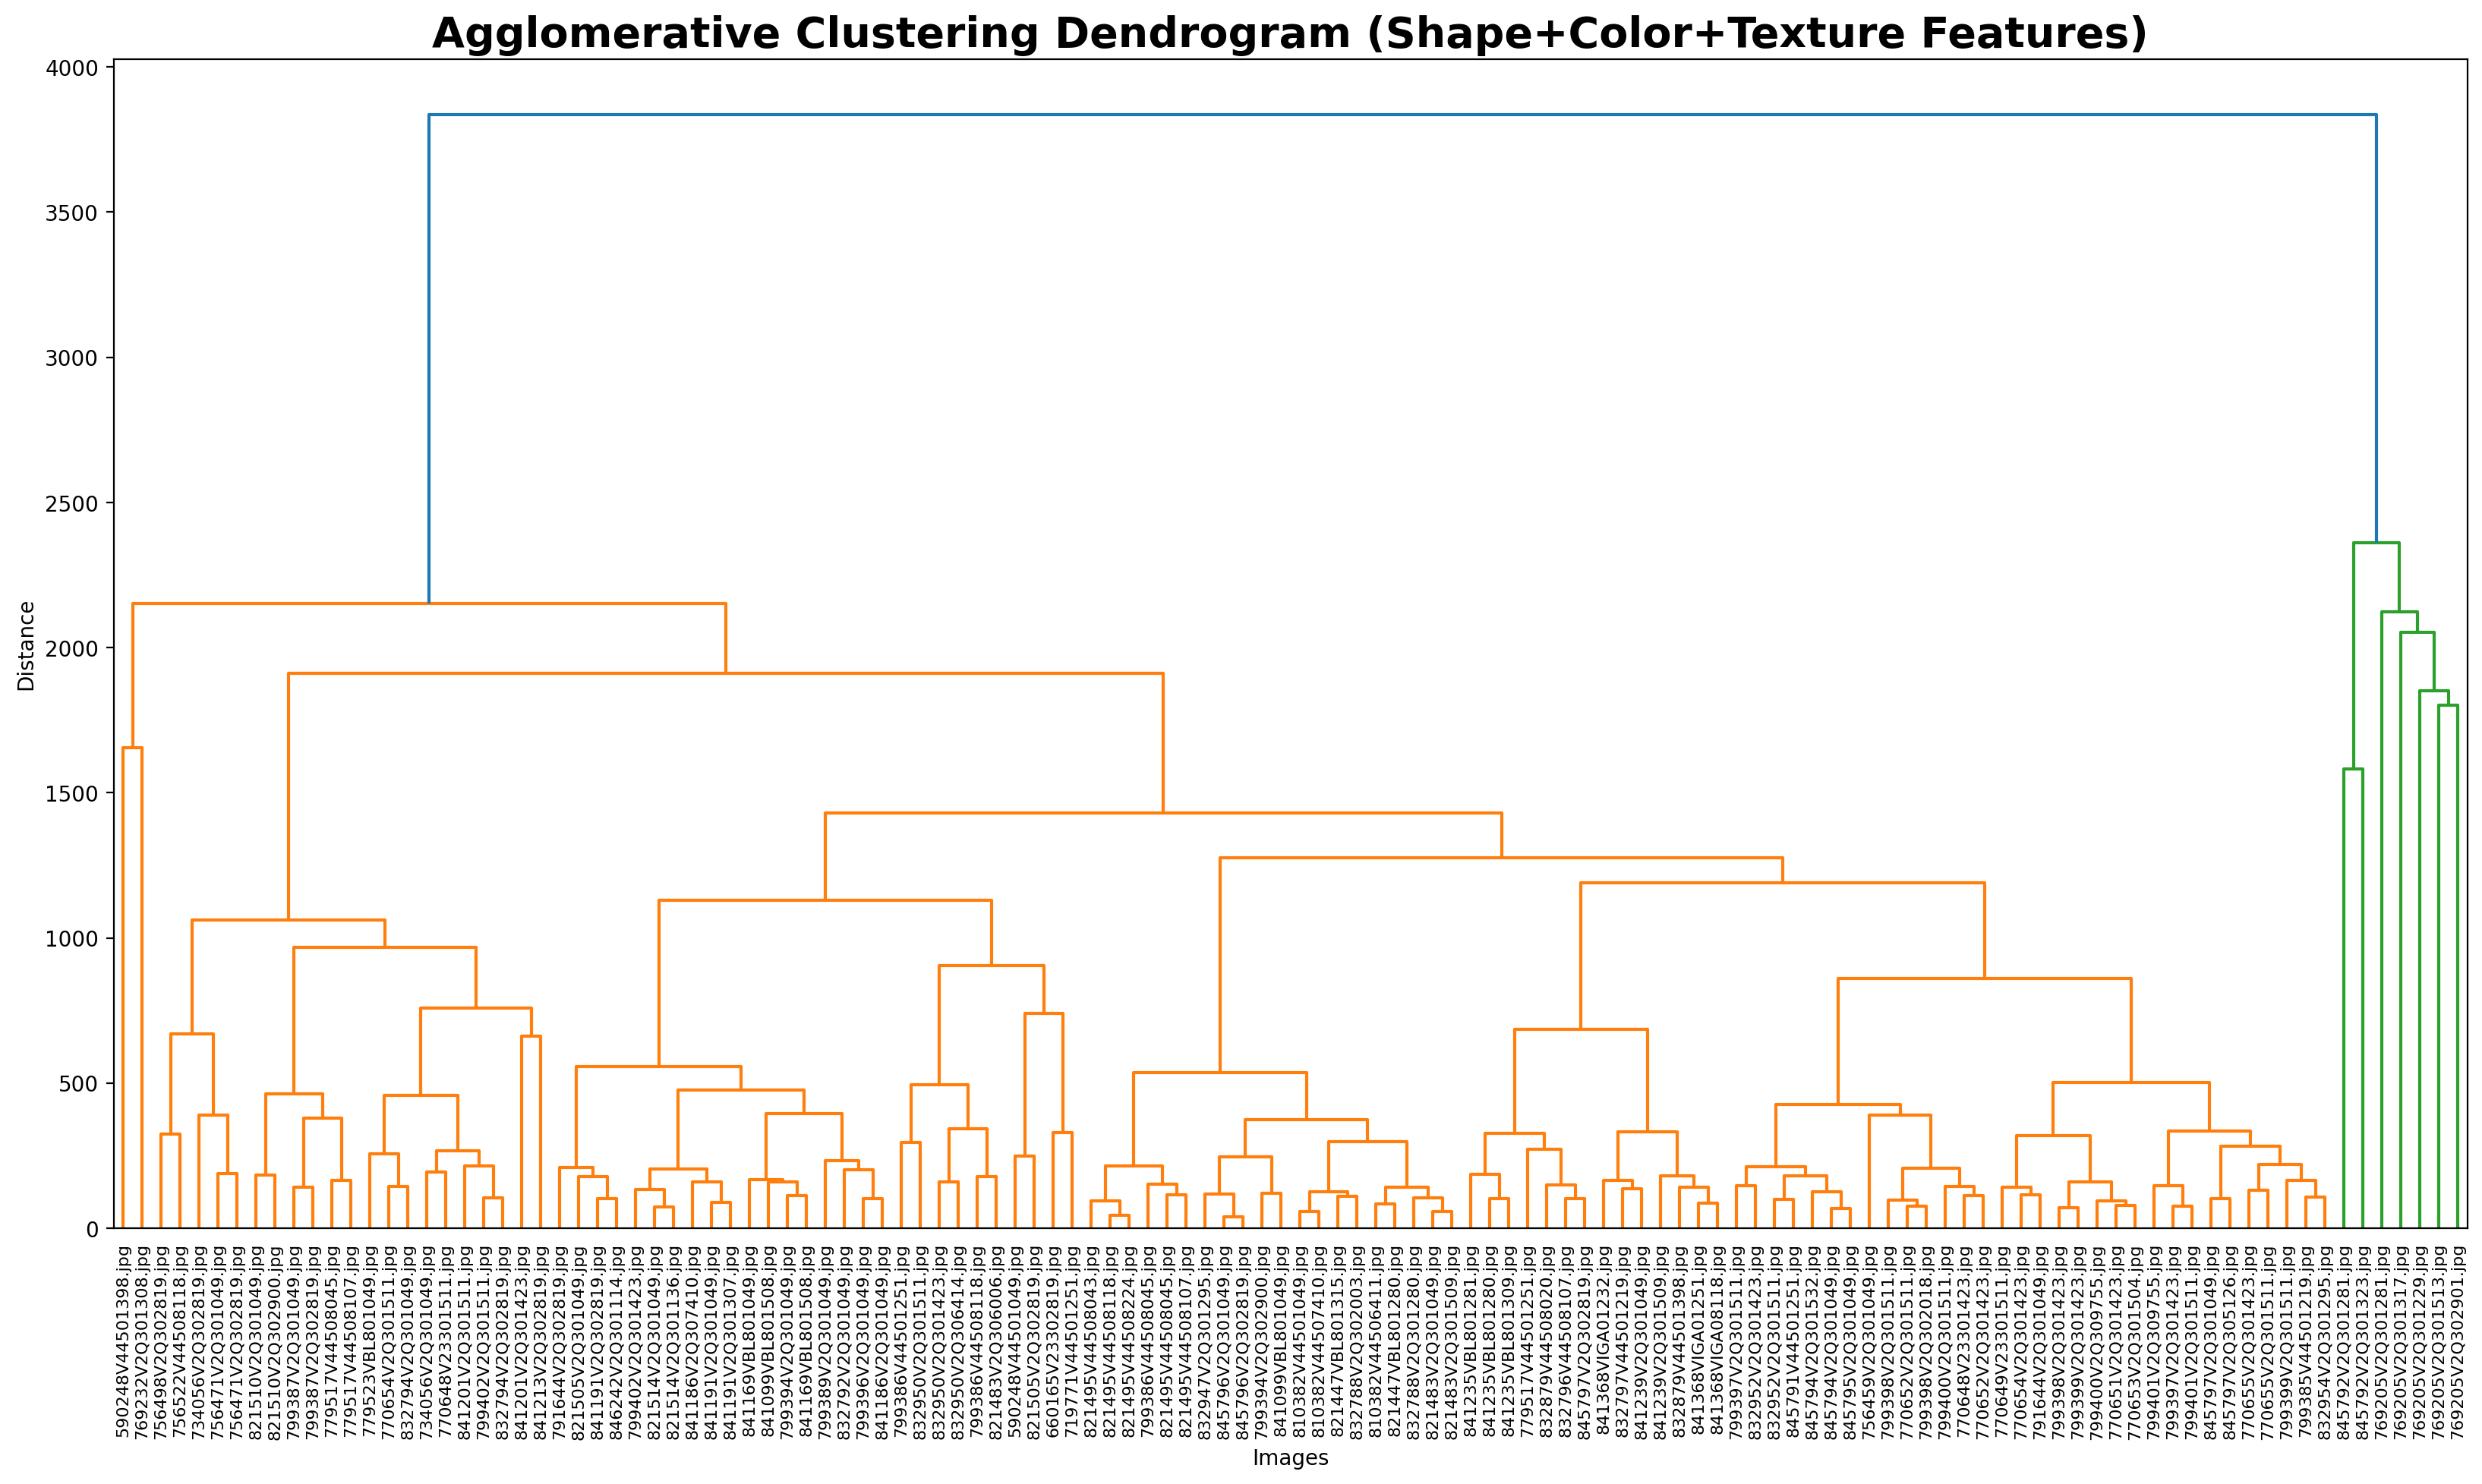 Agglomerative Clustering Dendrogram (Shape+Color+Texture Features)
4000
3500
3000
2500
2000
1500
1000
500
0
Distance
590248V44501398.jpg
769232V2Q301308.jpg
756498V2Q302819.jpg
756522V44508118.jpg
734056V2Q302819.jpg
756471V2Q301049.jpg
756471V2Q302819.jpg
821510V2Q301049.jpg
821510V2Q302900.jpg
799387V2Q301049.jpg
799387V2Q302819.jpg
779517V44508045.jpg
779517V44508107.jpg
779523VBL801049.jpg
770654V2Q301511.jpg
832794V2Q301049.jpg
734056V2Q301049.jpg
770648V23301511.jpg
841201V2Q301511.jpg
799402V2Q301511.jpg
832794V2Q302819.jpg
841201V2Q301423.jpg
841213V2Q302819.jpg
791644V2Q302819.jpg
821505V2Q301049.jpg
841191V2Q302819.jpg
846242V2Q301114.jpg
799402V2Q301423.jpg
821514V2Q301049.jpg
821514V2Q301136.jpg
841186V2Q307410.jpg
841191V2Q301049.jpg
841191V2Q301307.jpg
841169VBL801049.jpg
841099VBL801508.jpg
799394V2Q301049.jpg
841169VBL801508.jpg
799389V2Q301049.jpg
832792V2Q301049.jpg
799396V2Q301049.jpg
841186V2Q301049.jpg
799386V44501251.jpg
832950V2Q301511.jpg
832950V2Q301423.jpg
832950V2Q306414.jpg
799386V44508118.jpg
821483V2Q306006.jpg
590248V44501049.jpg
821505V2Q302819.jpg
660165V23302819.jpg
719771V44501251.jpg
821495V44508043.jpg
821495V44508118.jpg
821495V44508224.jpg
799386V44508045.jpg
821495V44508045.jpg
821495V44508107.jpg
832947V2Q301295.jpg
845796V2Q301049.jpg
845796V2Q302819.jpg
799394V2Q302900.jpg
841099VBL801049.jpg
810382V44501049.jpg
810382V44507410.jpg
821447VBL801315.jpg
832788V2Q302003.jpg
810382V44506411.jpg
821447VBL801280.jpg
832788V2Q301280.jpg
821483V2Q301049.jpg
821483V2Q301509.jpg
841235VBL801281.jpg
841235VBL801280.jpg
841235VBL801309.jpg
779517V44501251.jpg
832879V44508020.jpg
832796V44508107.jpg
845797V2Q302819.jpg
841368VIGA01232.jpg
832797V44501219.jpg
841239V2Q301049.jpg
841239V2Q301509.jpg
832879V44501398.jpg
841368VIGA01251.jpg
841368VIGA08118.jpg
799397V2Q301511.jpg
832952V2Q301423.jpg
832952V2Q301511.jpg
845791V44501251.jpg
845794V2Q301532.jpg
845794V2Q301049.jpg
845795V2Q301049.jpg
756459V2Q301049.jpg
799398V2Q301511.jpg
770652V2Q301511.jpg
799398V2Q302018.jpg
799400V2Q301511.jpg
770648V23301423.jpg
770652V2Q301423.jpg
770649V23301511.jpg
770654V2Q301423.jpg
791644V2Q301049.jpg
799398V2Q301423.jpg
799399V2Q301423.jpg
799400V2Q309755.jpg
770651V2Q301423.jpg
770653V2Q301504.jpg
799401V2Q309755.jpg
799397V2Q301423.jpg
799401V2Q301511.jpg
845797V2Q301049.jpg
845797V2Q305126.jpg
770655V2Q301423.jpg
770655V2Q301511.jpg
799399V2Q301511.jpg
799385V44501219.jpg
832954V2Q301295.jpg
845792V2Q301281.jpg
845792V2Q301323.jpg
769205V2Q301281.jpg
769205V2Q301317.jpg
769205V2Q301229.jpg
769205V2Q301513.jpg
769205V2Q302901.jpg
Images